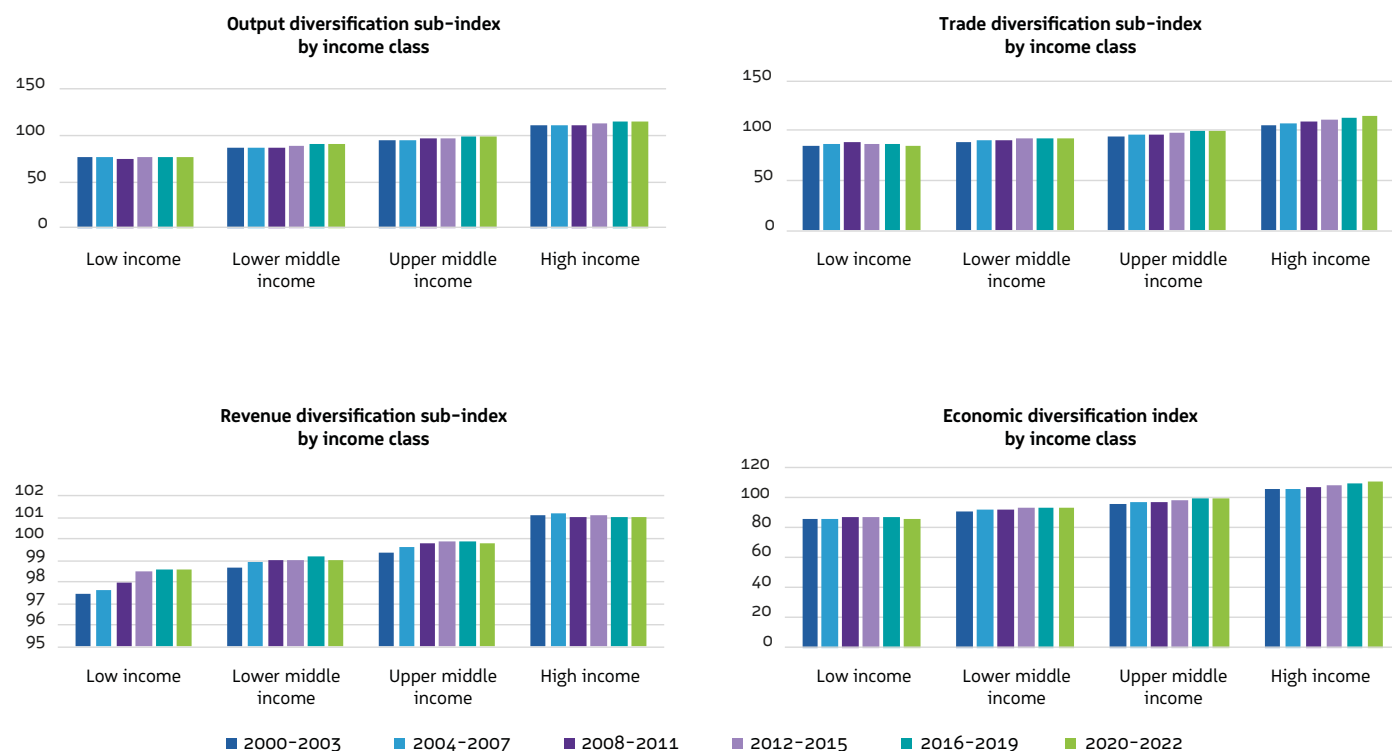 Output diversification sub-index
by income class
150
100
50
0
Low income
Lower middle
income
Upper middle
income
High income
Trade diversification sub-index
by income class
150
100
50
0
Low income
Lower middle
income
Upper middle
income
High income
Revenue diversification sub-index
by income class
102
101
100
99
98
97
96
95
Low income
Lower middle
income
Upper middle
income
High income
Economic diversification index
by income class
120
100
80
60
40
20
0
Low income
Lower middle
income
Upper middle
income
High income
2000-2003 2004-2007 2008-2011 2012-2015 2016-2019 2020-2022